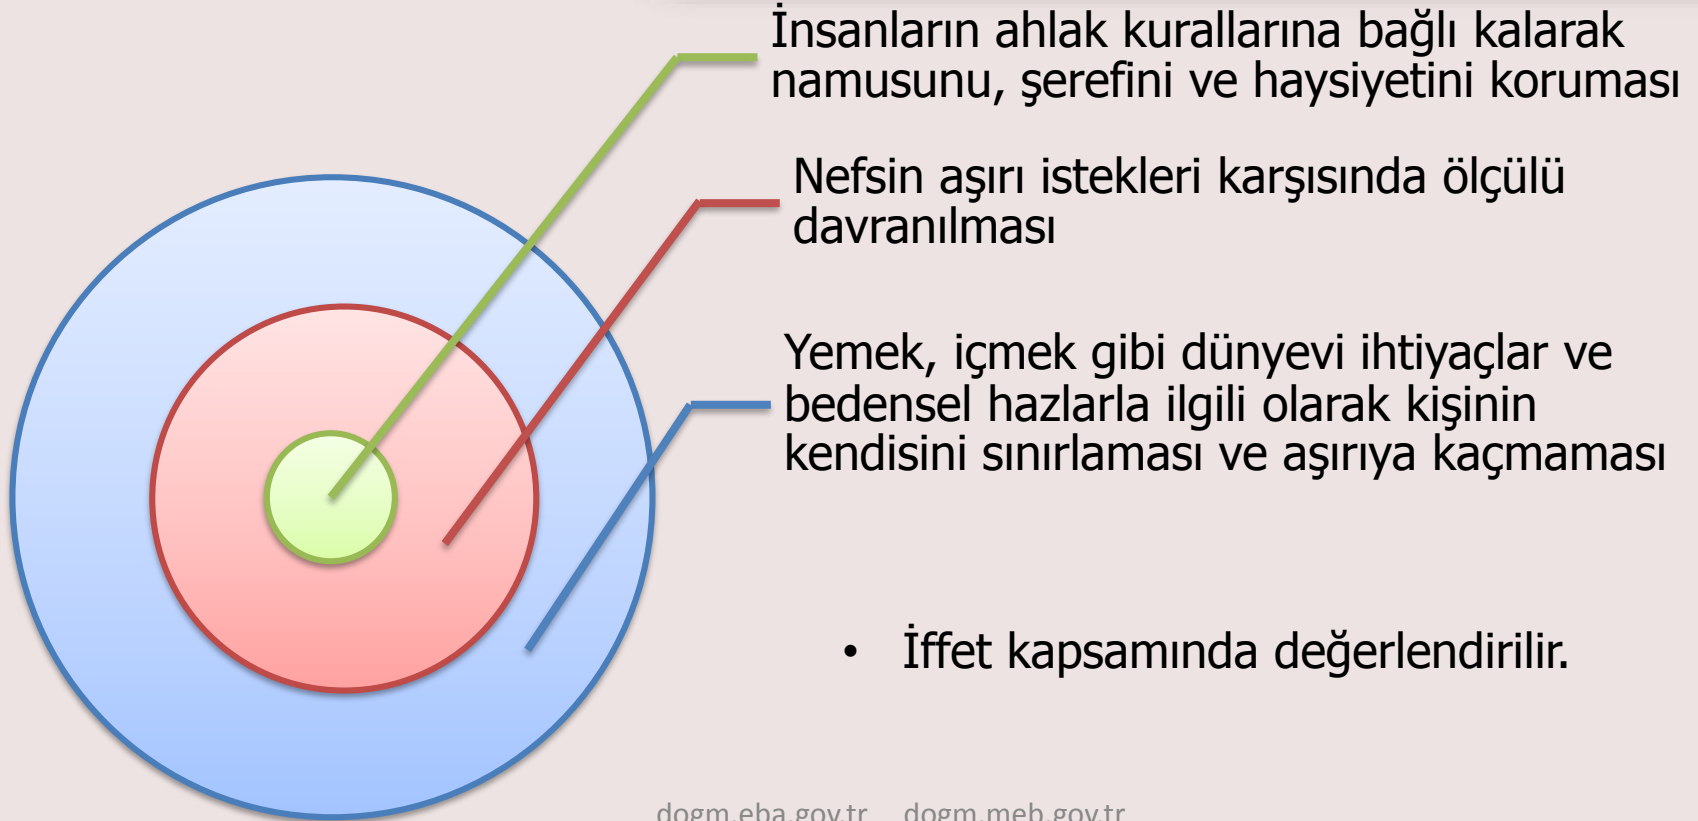 İnsanların ahlak kurallarına bağlı kalarak
namusunu, şerefini ve haysiyetini koruması
Nefsin aşırı istekleri karşısında ölçülü
davranılması
Yemek, içmek gibi dünyevi ihtiyaçlar ve
bedensel hazlarla ilgili olarak kişinin
kendisini sınırlaması ve aşırıya kaçmaması
• İffet kapsamında değerlendirilir.
dogm.eba.gov.tr dogm.meb.gov.tr